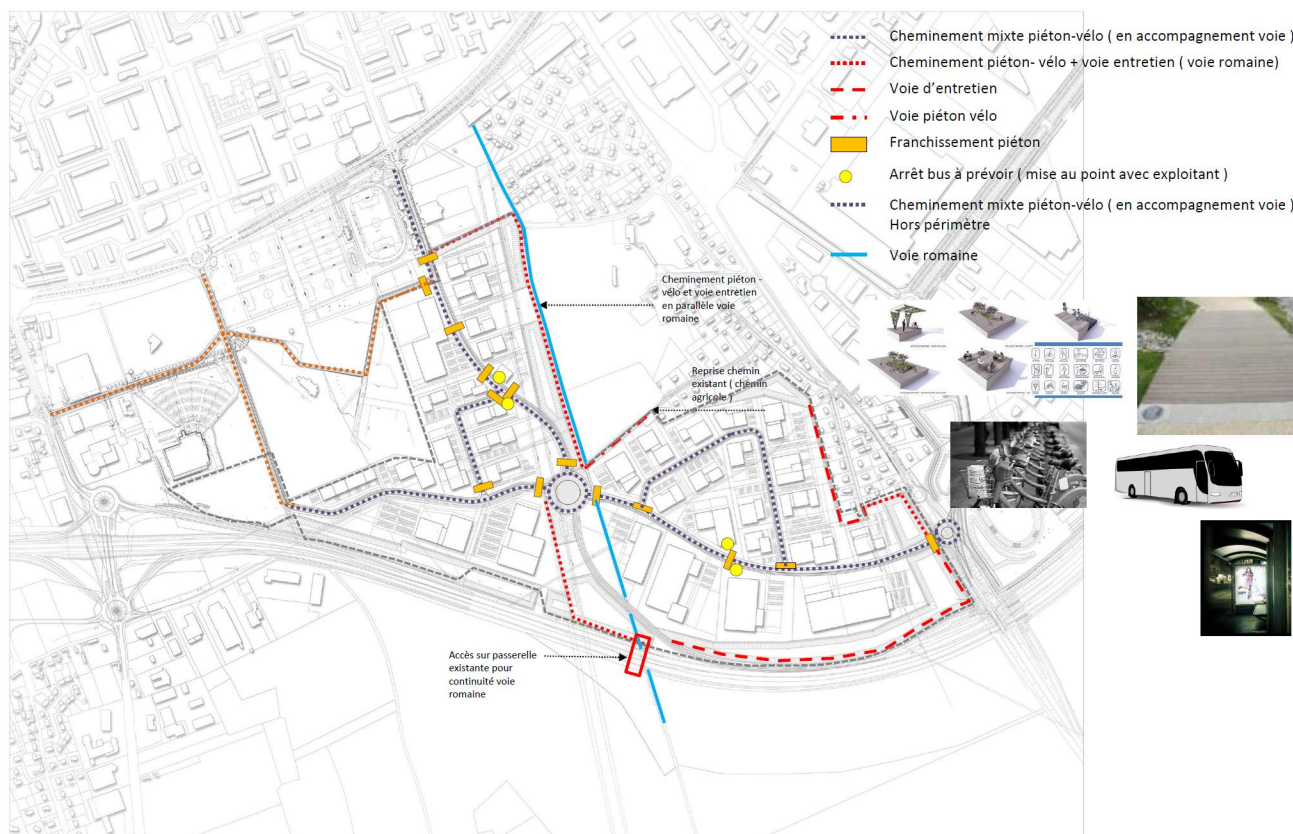 Cheminement mixte piéton-vélo ( en accompagnement voie )
Cheminement piéton- vélo + voie entretien ( voie romaine)
Voie d’entretien
Voie piéton vélo
Franchissement piéton
Arrêt bus à prévoir ( mise au point avec exploitant )
Cheminement mixte piéton-vélo ( en accompagnement voie )
Hors périmètre
Voie romaine
Cheminement piéton -
vélo et voie entretien
en parallèle voie
romaine
Reprise chemin
existant ( chemin
agricole )
Accès sur passerelle
existante pour
continuité voie
romaine